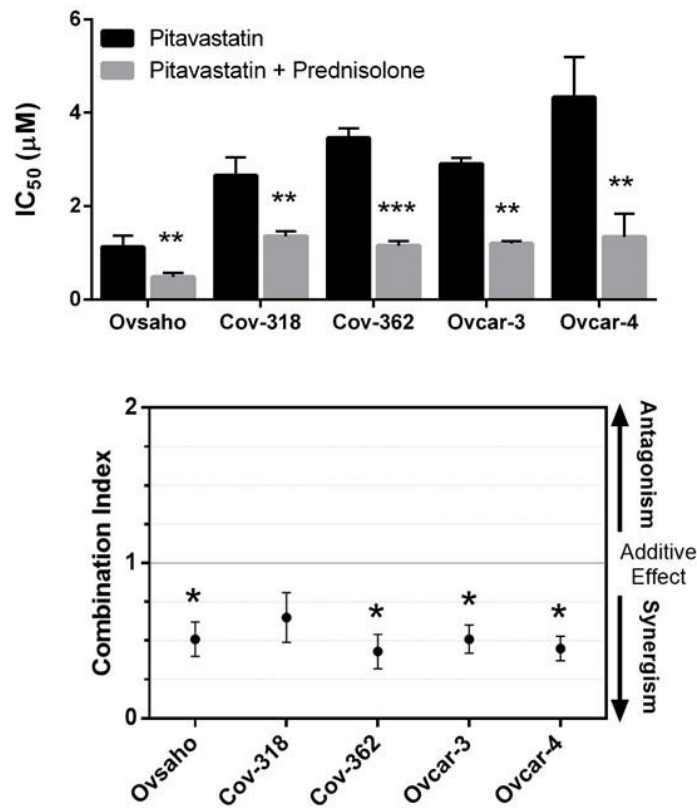 Pitavastatin
Pitavastatin + Prednisolone
IC50 (µM)
6
4
2
0
**
**
***
**
**
Ovsaho Cov-318 Cov-362 Ovcar-3 Ovcar-4
Combination Index
2
1
0
*
*
*
*
Antagonism
Additive
Effect
Synergism
Ovsaho Cov-318 Cov-362 Ovcar-3 Ovcar-4